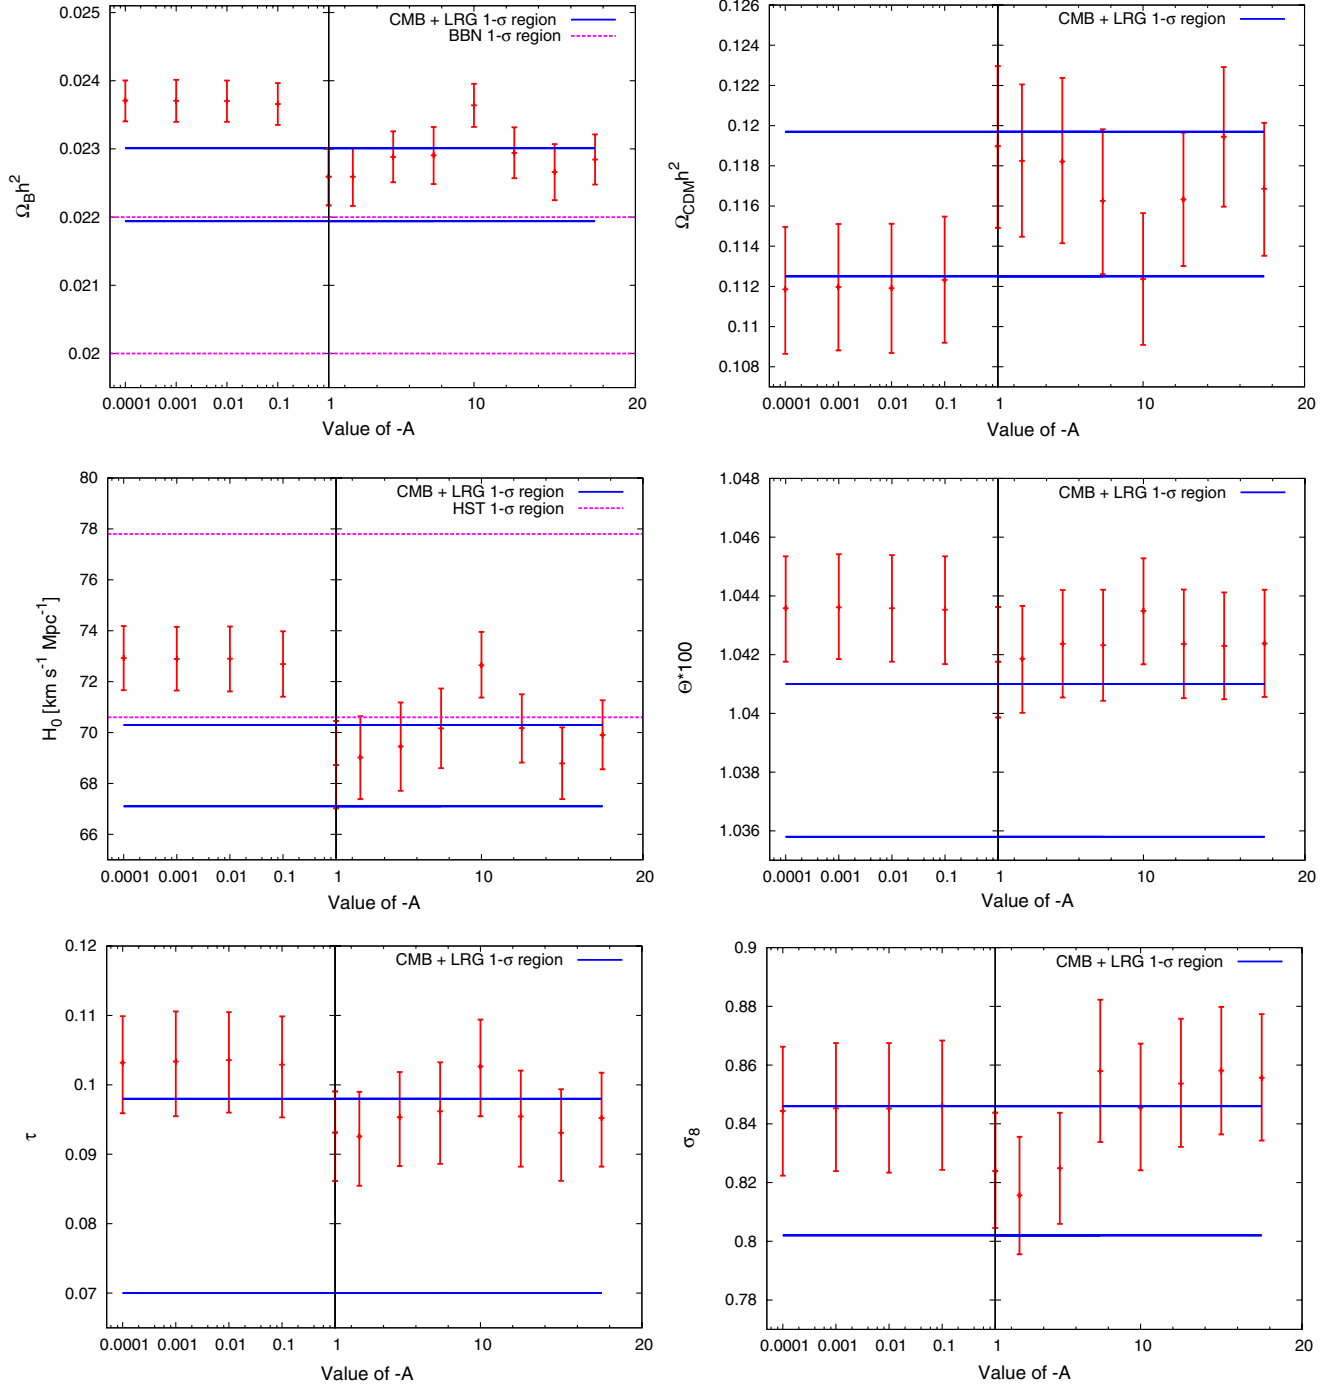 0.025
CMB + LRG 1-σ region
BBN 1-σ region
0.024
0.023
0.022
0.021
0.02
Ω_B h²
0.0001 0.001 0.01 0.1 1 10 20
Value of -A
0.126
CMB + LRG 1-σ region
0.124
0.122
0.12
0.118
0.116
0.114
0.112
0.11
0.108
Ω_CDM h²
0.0001 0.001 0.01 0.1 1 10 20
Value of -A
80
CMB + LRG 1-σ region
HST 1-σ region
78
76
74
72
70
68
66
H₀ [km s⁻¹ Mpc⁻¹]
0.0001 0.001 0.01 0.1 1 10 20
Value of -A
1.048
CMB + LRG 1-σ region
1.046
1.044
1.042
1.04
1.038
1.036
Θ*100
0.0001 0.001 0.01 0.1 1 10 20
Value of -A
0.12
CMB + LRG 1-σ region
0.11
0.1
0.09
0.08
0.07
τ
0.0001 0.001 0.01 0.1 1 10 20
Value of -A
0.9
CMB + LRG 1-σ region
0.88
0.86
0.84
0.82
0.8
0.78
σ₈
0.0001 0.001 0.01 0.1 1 10 20
Value of -A